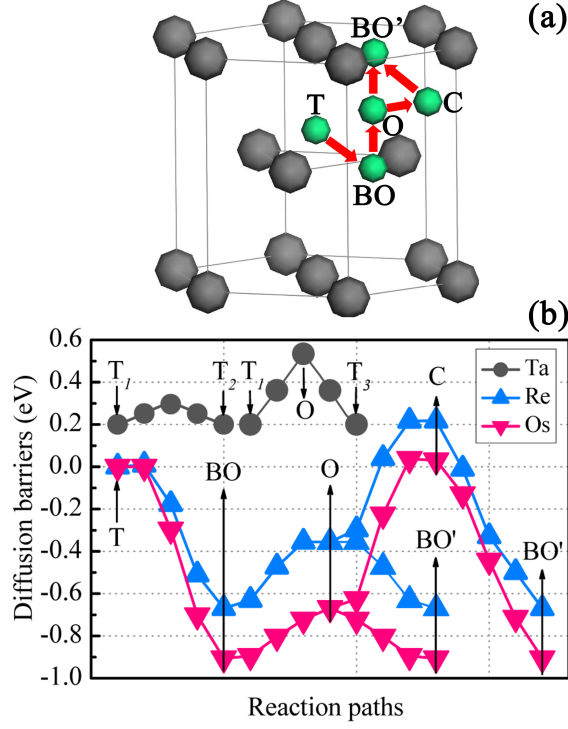 (a)
BO'
T
C
O
BO
(b)
Diffusion barriers (eV)
0.6
0.4
0.2
0.0
-0.2
-0.4
-0.6
-0.8
-1.0
T1
T2
T1
T3
O
C
Ta
Re
Os
BO
O
T
BO'
BO'
Reaction paths